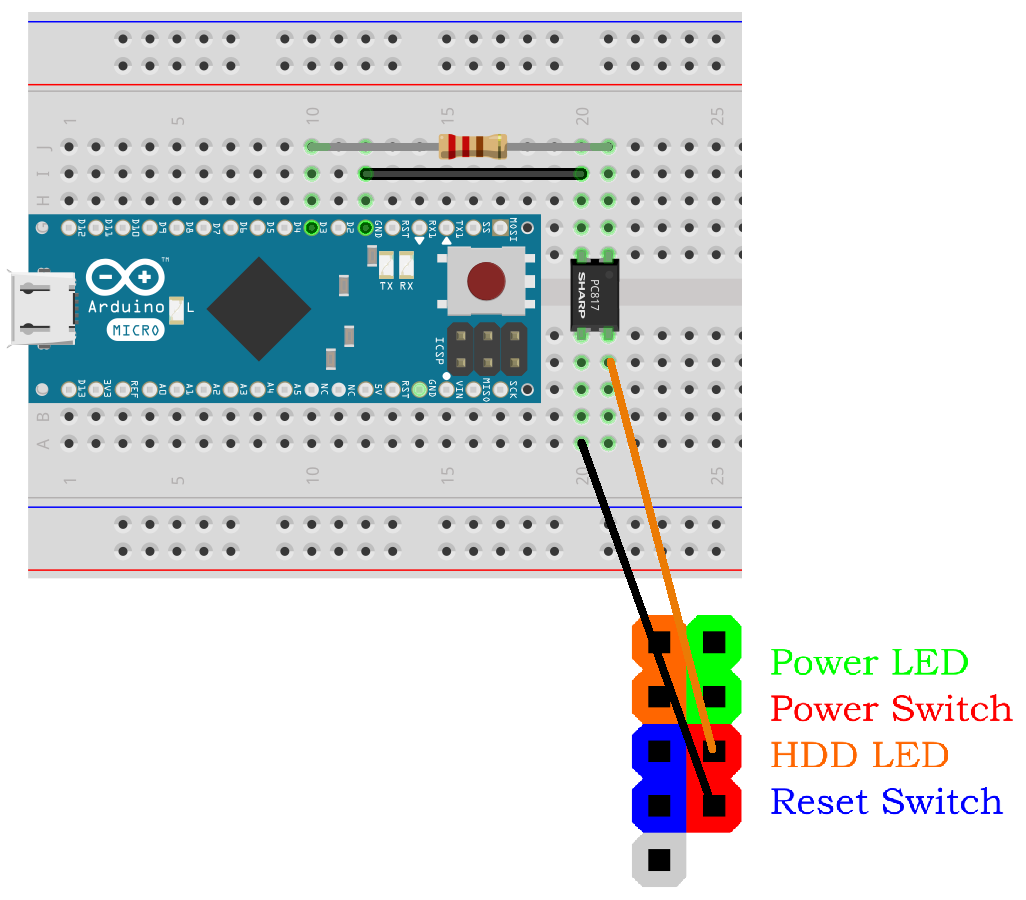 1 5 10 15 20 25
J
I
H
D12 D11 D10 D9 D8 D7 D6 D5 D4 D3 D2 GND RST RX1 TX1 SS MOSI
Arduino™
MICRO
L
TX RX
ICSP
PC817
SHARP
D13 3V3 REF A0 A1 A2 A3 A4 A5 NC NC 5V RST GND VIN MISO SCK
B
A
1 5 10 15 20 25
Power LED
Power Switch
HDD LED
Reset Switch